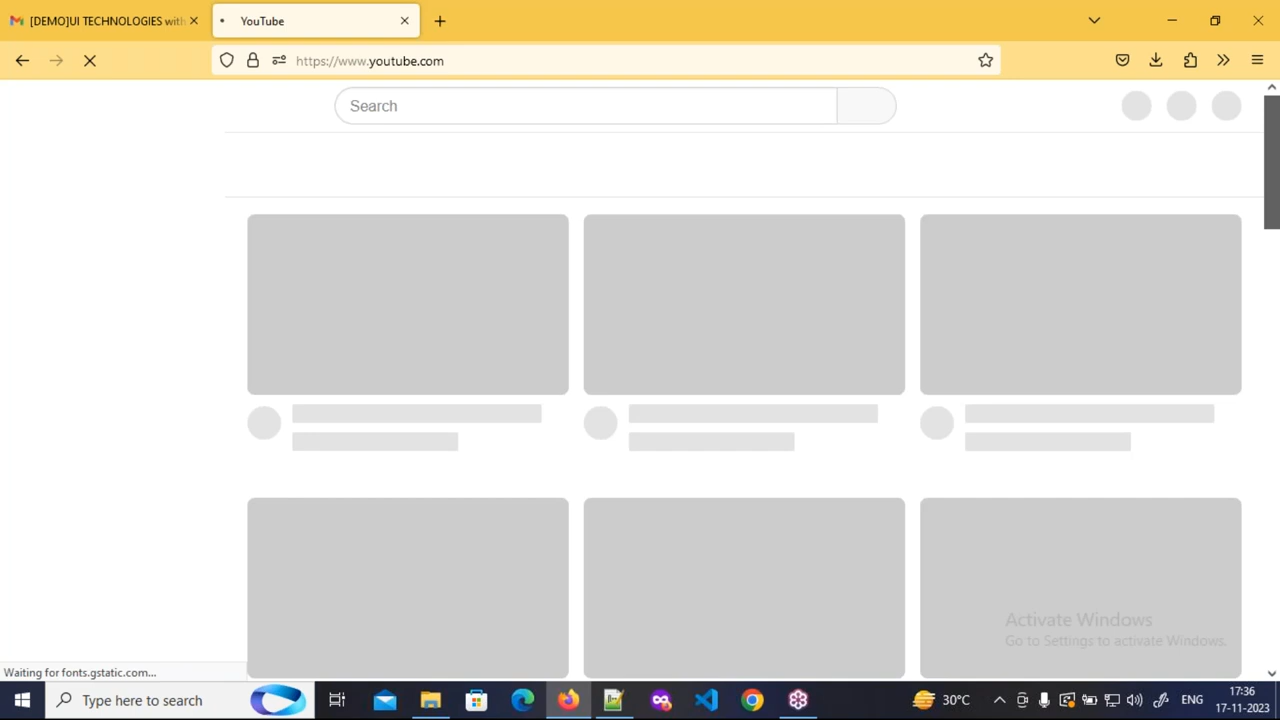 [DEMO]UI TECHNOLOGIES with
YouTube
https://www.youtube.com
Search
Activate Windows
Go to Settings to activate Windows.
Waiting for fonts.gstatic.com...
Type here to search
30°C
ENG
17:36
17-11-2023